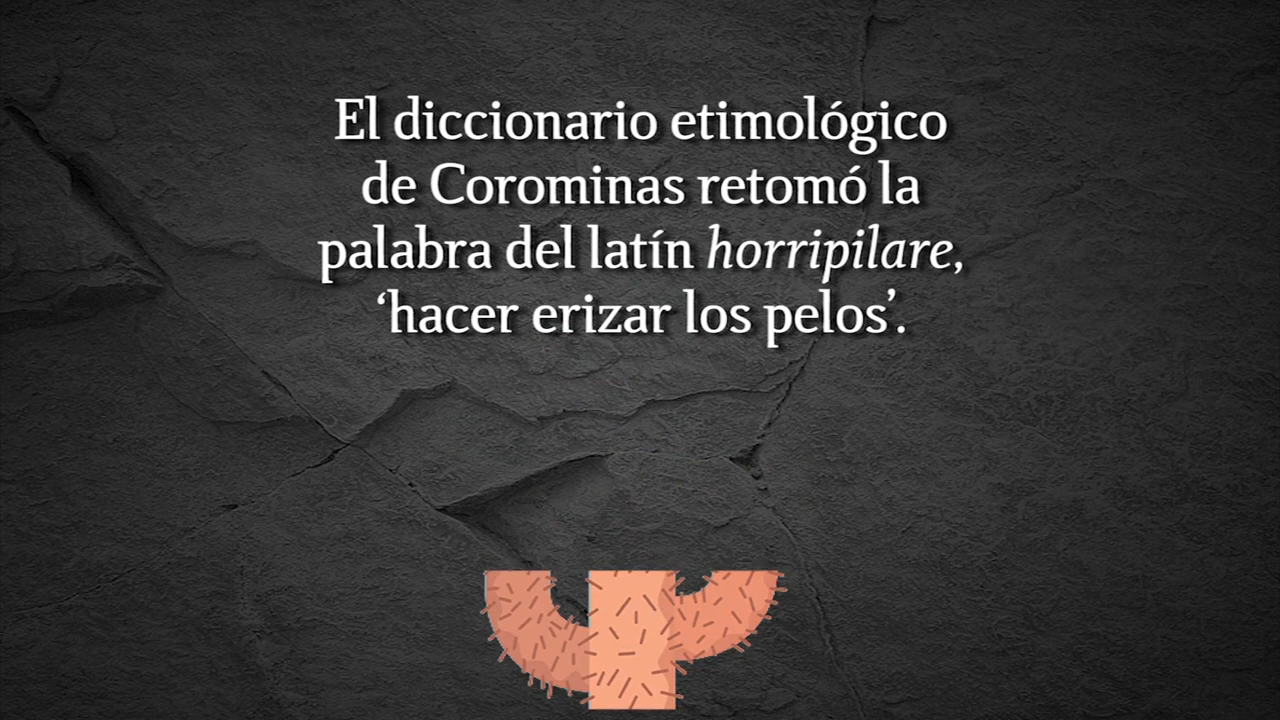 El diccionario etimológico
de Corominas retomó la
palabra del latín horripilare,
‘hacer erizar los pelos’.